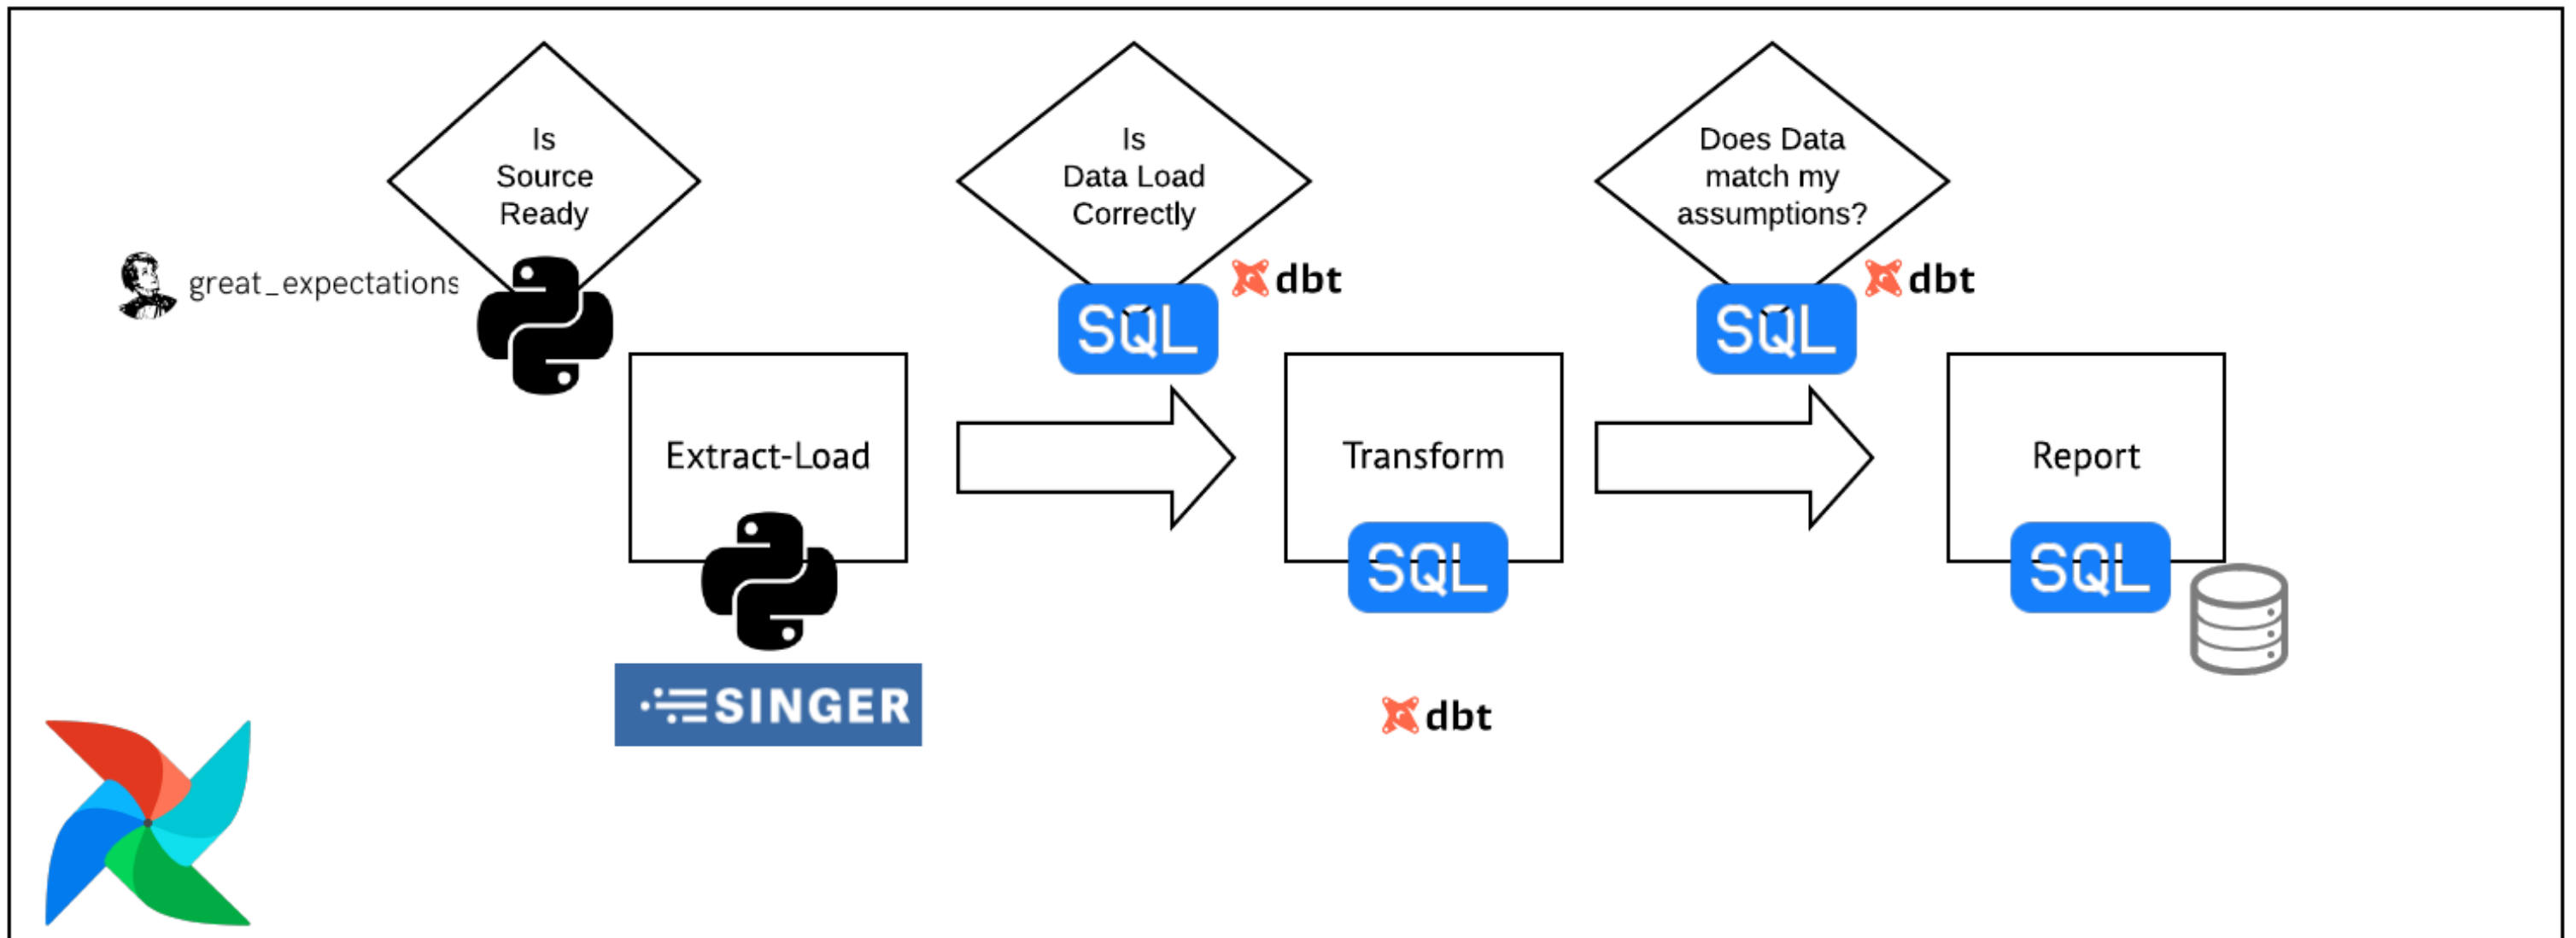 Is
Source
Ready
Is
Data Load
Correctly
Does Data
match my
assumptions?
great_expectations
dbt
dbt
SQL
SQL
Extract-Load
Transform
Report
SQL
SQL
SINGER
dbt